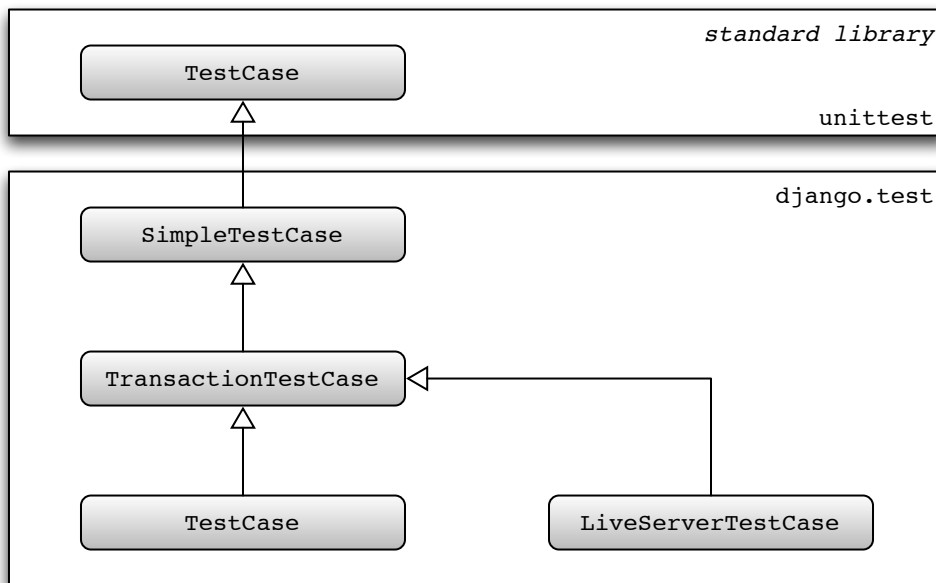 standard library
TestCase
unittest
django.test
SimpleTestCase
TransactionTestCase
TestCase
LiveServerTestCase